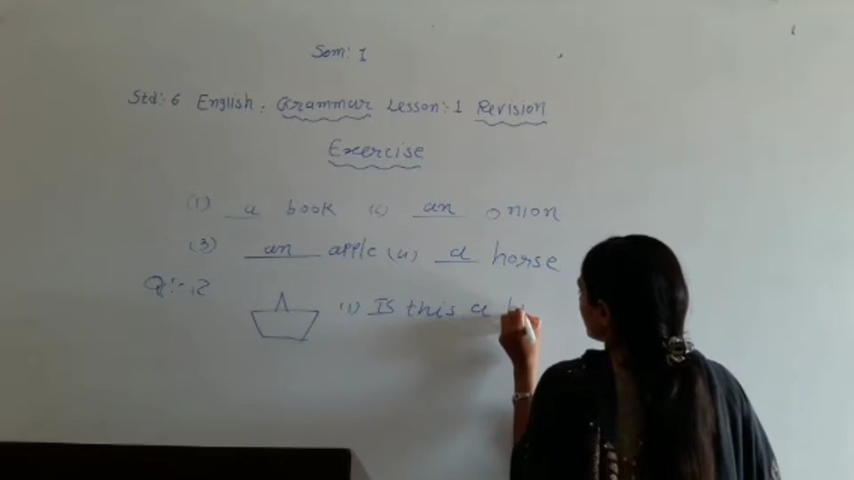 Sem: I
Std: 6 English: Grammar Lesson: 1 Revision
Exercise
(1) a book (2) an onion
(3) an apple (4) a horse
Q:-2
(1) Is this a